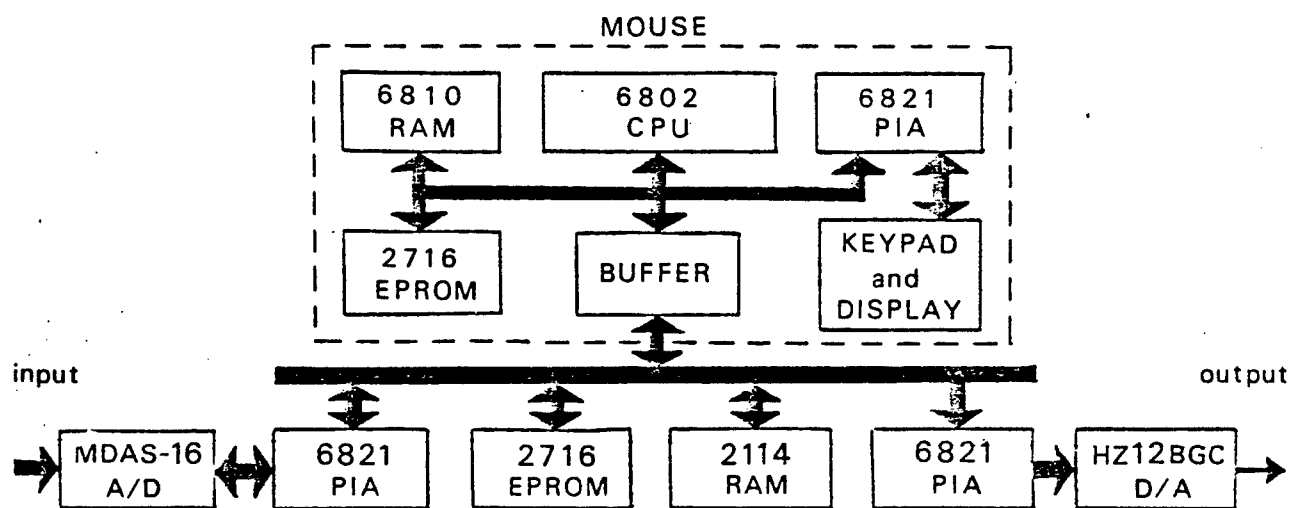 MOUSE
6810
RAM
6802
CPU
6821
PIA
2716
EPROM
BUFFER
KEYPAD
and
DISPLAY
input
output
MDAS-16
A/D
6821
PIA
2716
EPROM
2114
RAM
6821
PIA
HZ12BGC
D/A